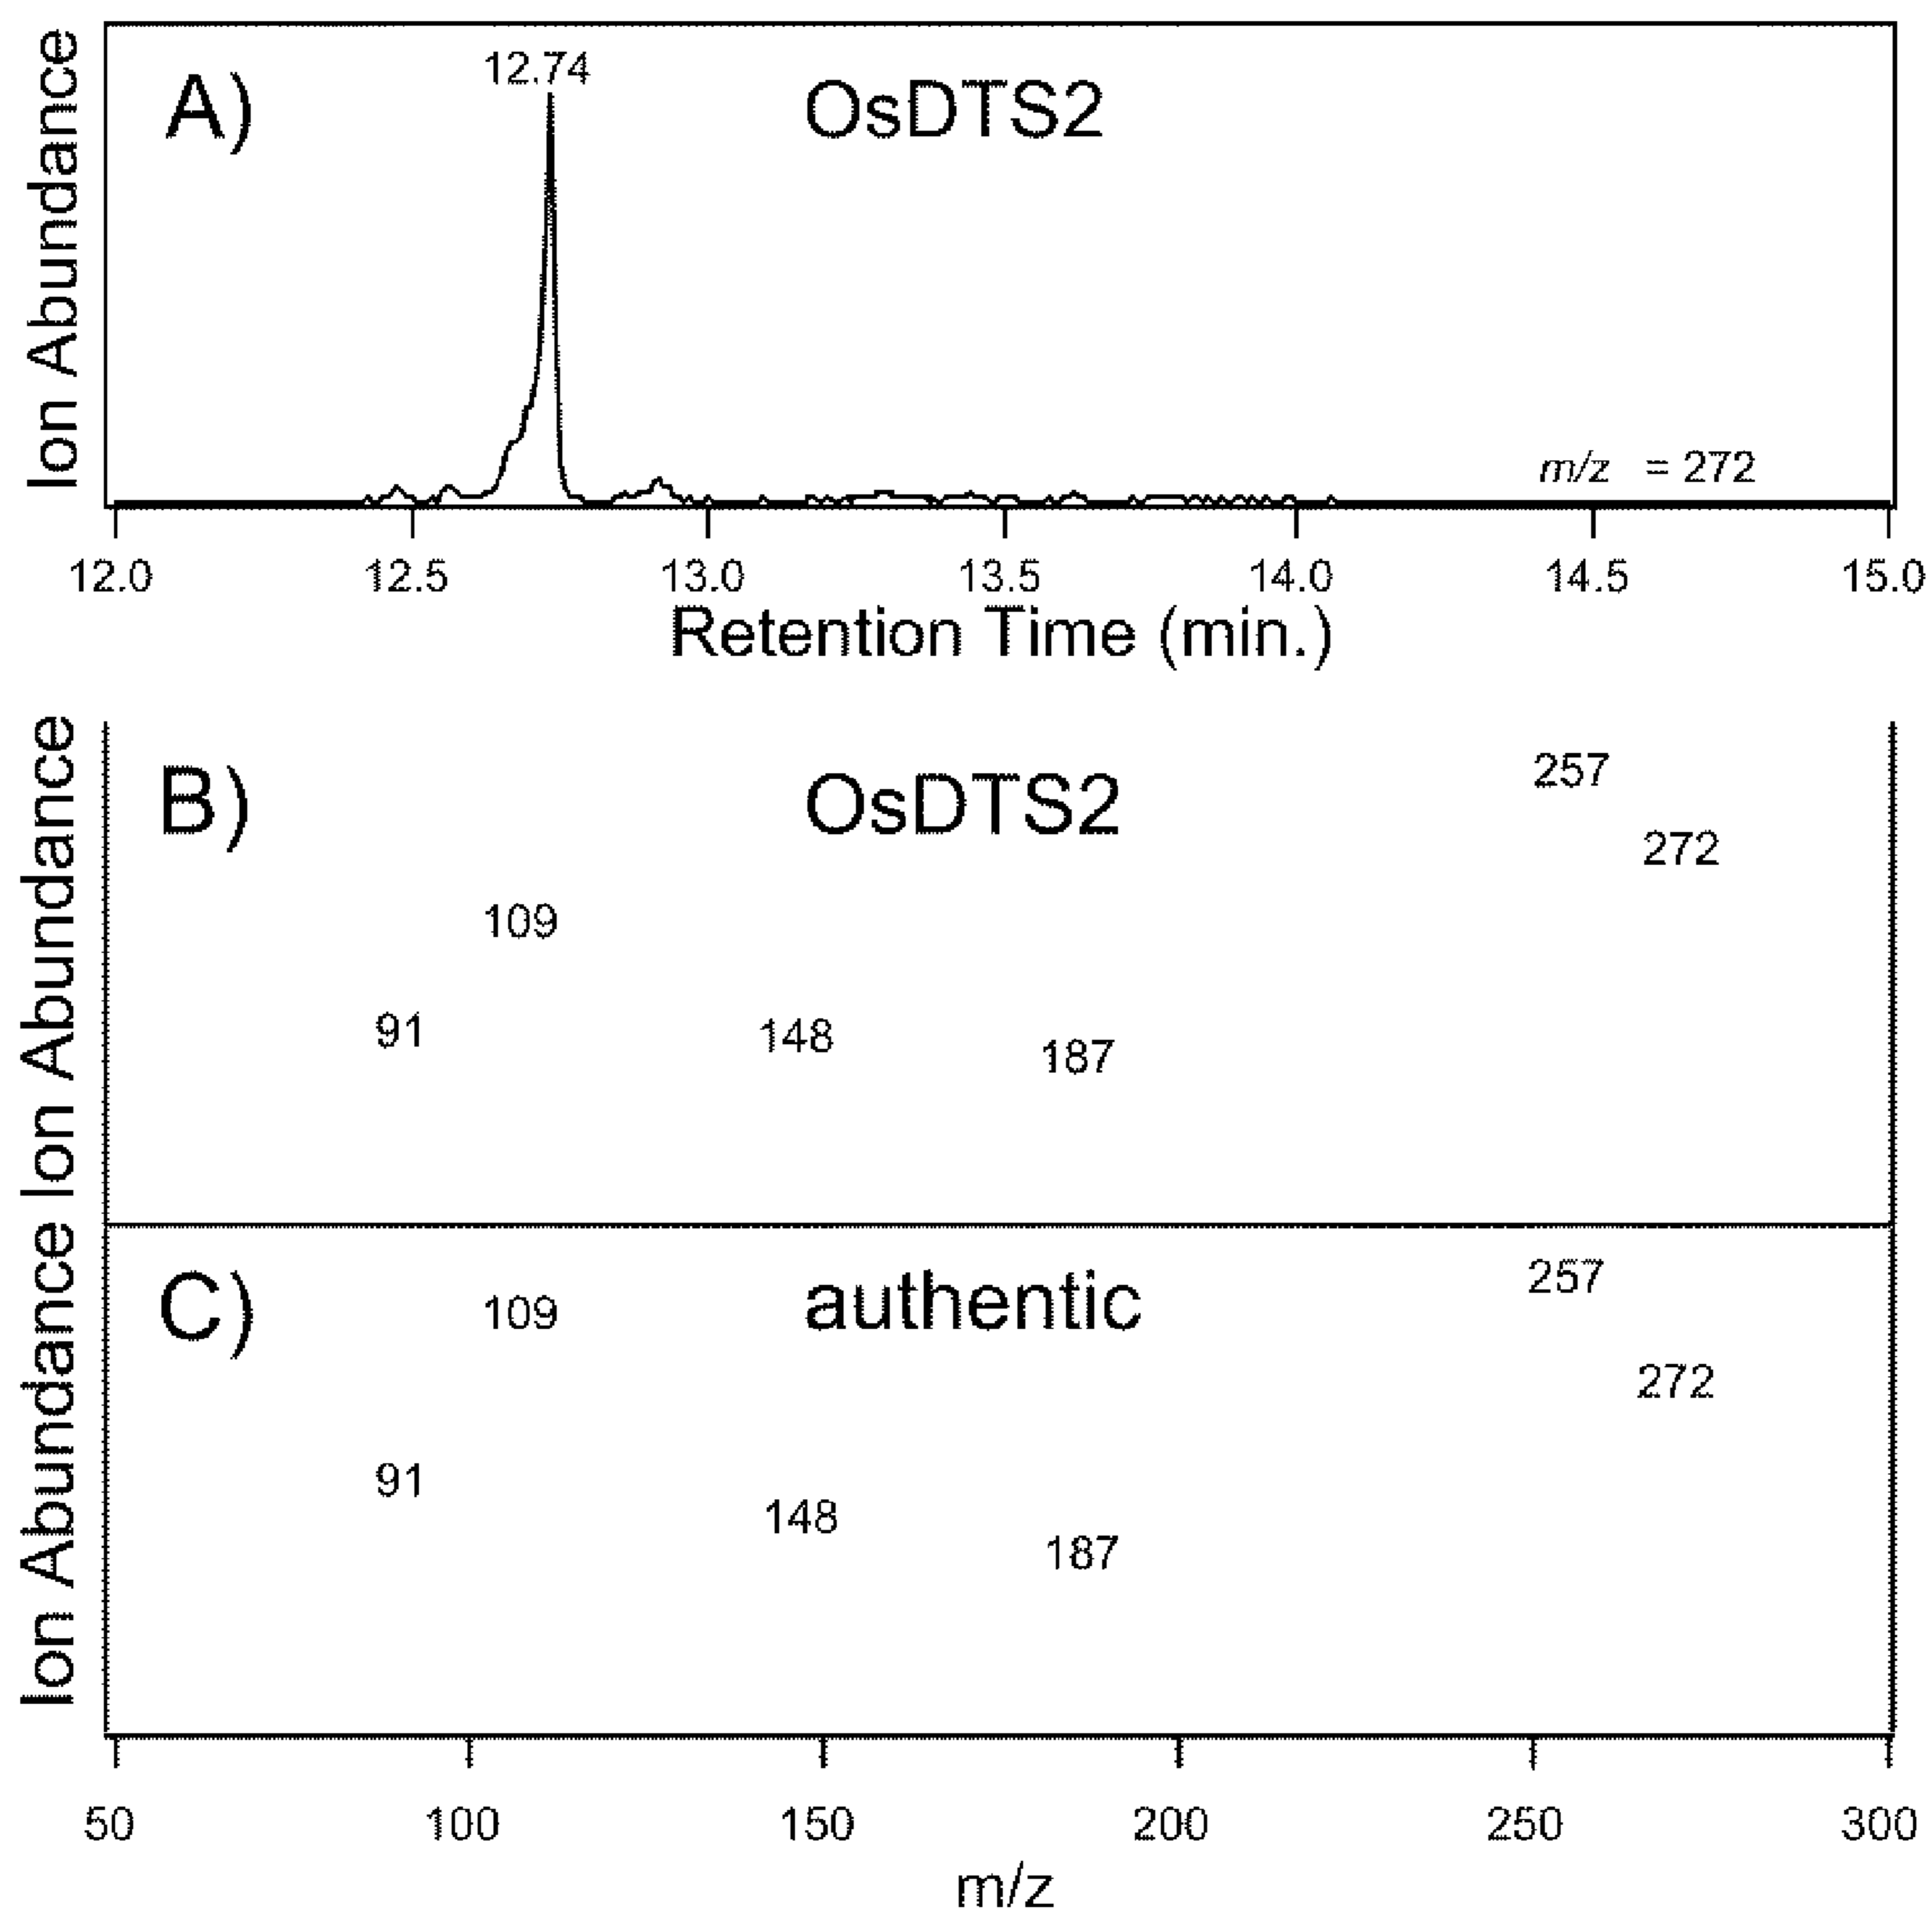 12.74
A)
OsDTS2
Ion Abundance
m/z = 272
12.0 12.5 13.0 13.5 14.0 14.5 15.0
Retention Time (min.)
B)
OsDTS2
257
272
109
91
148
187
Ion Abundance
C)
authentic
257
109
272
91
148
187
Ion Abundance
50 100 150 200 250 300
m/z